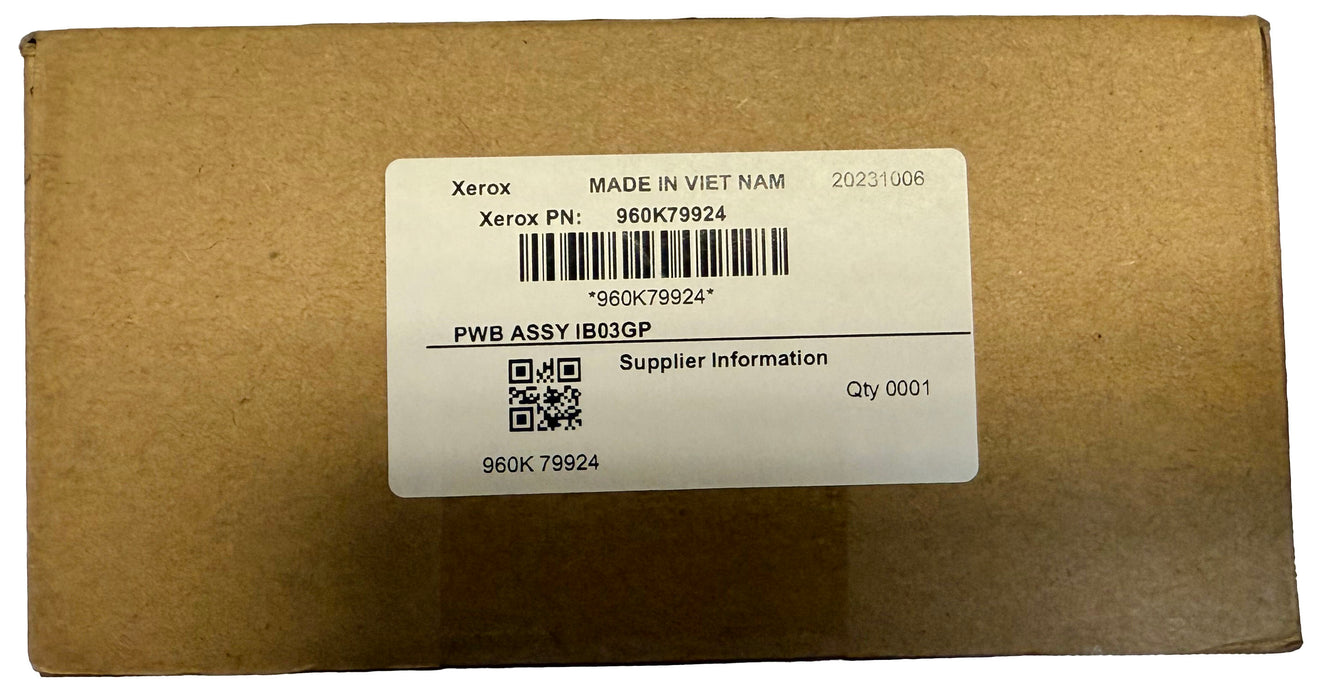 Xerox MADE IN VIET NAM 20231006
Xerox PN: 960K79924
*960K79924*
PWB ASSY IB03GP
Supplier Information
Qty 0001
960K 79924